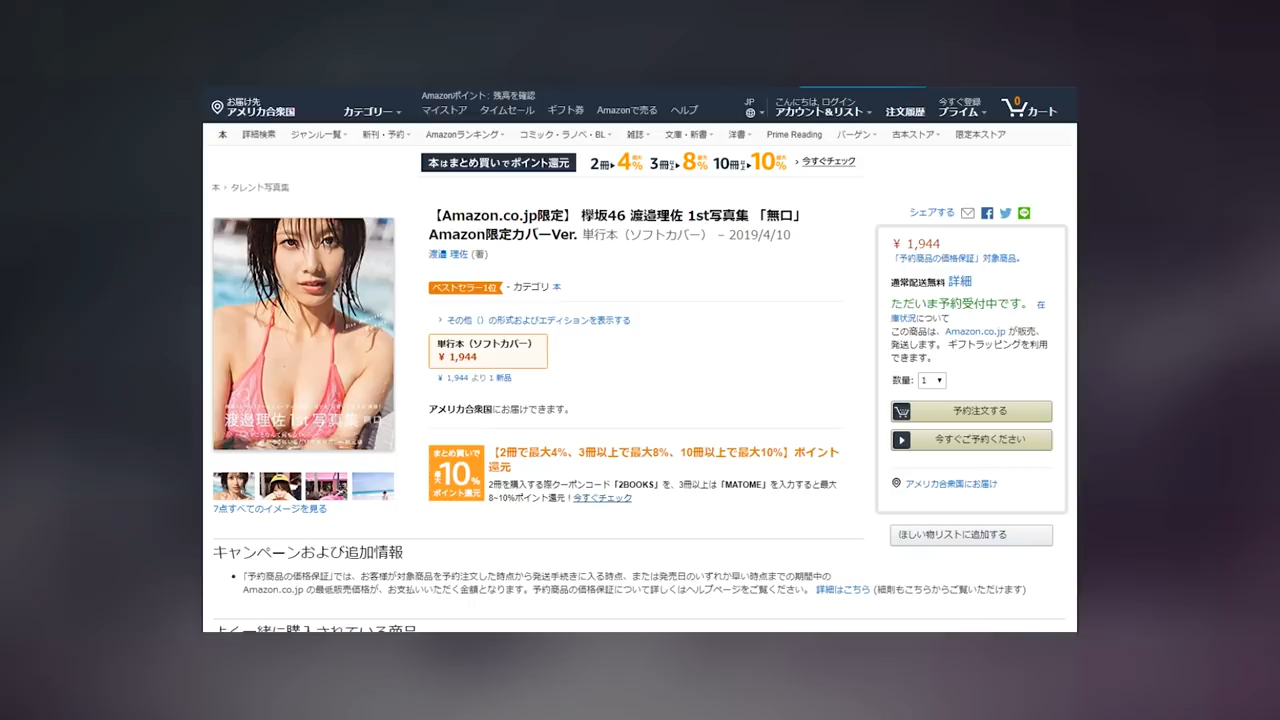 お届け先
アメリカ合衆国
カテゴリー
Amazonポイント: 残高を確認
マイストア タイムセール ギフト券 Amazonで売る ヘルプ
JP
こんにちは, ログイン
アカウント&リスト
注文履歴
今すぐ登録
プライム
0
カート
本 詳細検索 ジャンル一覧 新刊・予約 Amazonランキング コミック・ラノベ・BL 雑誌 文庫・新書 洋書 Prime Reading バーゲン 古本ストア 限定本ストア
本はまとめ買いでポイント還元 2冊 4% 最大 3冊以上 8% 最大 10冊以上 10% 最大 › 今すぐチェック
本 › タレント写真集
渡邉理佐 1st写真集 無口
7点すべてのイメージを見る
【Amazon.co.jp限定】 欅坂46 渡邉理佐 1st写真集 「無口」
Amazon限定カバーVer. 単行本（ソフトカバー） – 2019/4/10
渡邉 理佐 (著)
ベストセラー1位 - カテゴリ 本
› その他（）の形式およびエディションを表示する
単行本（ソフトカバー）
¥ 1,944
¥ 1,944 より 1 新品
アメリカ合衆国にお届けできます。
まとめ買いで
最大10%
ポイント還元
【2冊で最大4%、3冊以上で最大8%、10冊以上で最大10%】ポイント
還元
2冊を購入する際クーポンコード「2BOOKS」を、3冊以上は「MATOME」を入力すると最大
8~10%ポイント還元！今すぐチェック
シェアする
¥ 1,944
「予約商品の価格保証」対象商品。
通常配送無料 詳細
ただいま予約受付中です。 在
庫状況について
この商品は、Amazon.co.jp が販売、
発送します。 ギフトラッピングを利用
できます。
数量: 1
予約注文する
今すぐご予約ください
アメリカ合衆国にお届け
ほしい物リストに追加する
キャンペーンおよび追加情報
• 「予約商品の価格保証」では、お客様が対象商品を予約注文した時点から発送手続きに入る時点、または発売日のいずれか早い時点までの期間中の
Amazon.co.jp の最低販売価格が、お支払いいただく金額となります。予約商品の価格保証について詳しくはヘルプページをご覧ください。 詳細はこちら (細則もこちらからご覧いただけます)
よく一緒に購入されている商品